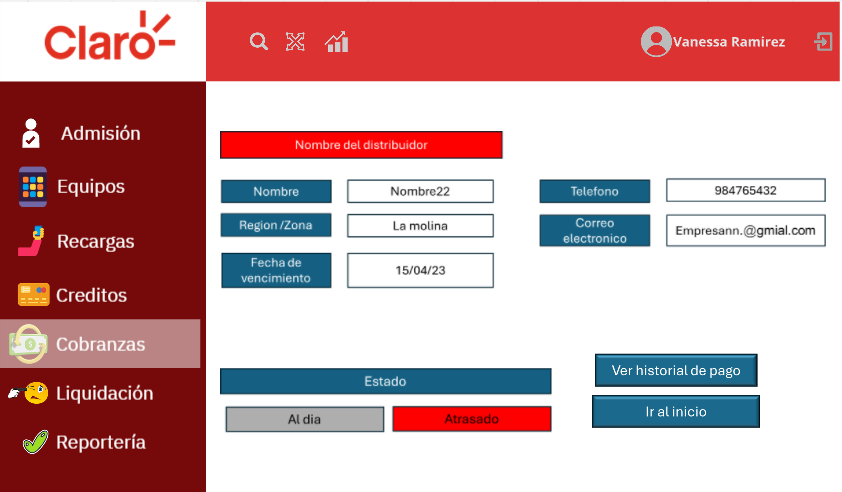 Claro
Vanessa Ramirez
Admisión
Equipos
Recargas
Creditos
Cobranzas
Liquidación
Reportería
Nombre del distribuidor
Nombre
Nombre22
Telefono
984765432
Region /Zona
La molina
Correo
electronico
Empresann.@gmial.com
Fecha de
vencimiento
15/04/23
Estado
Al dia
Atrasado
Ver historial de pago
Ir al inicio